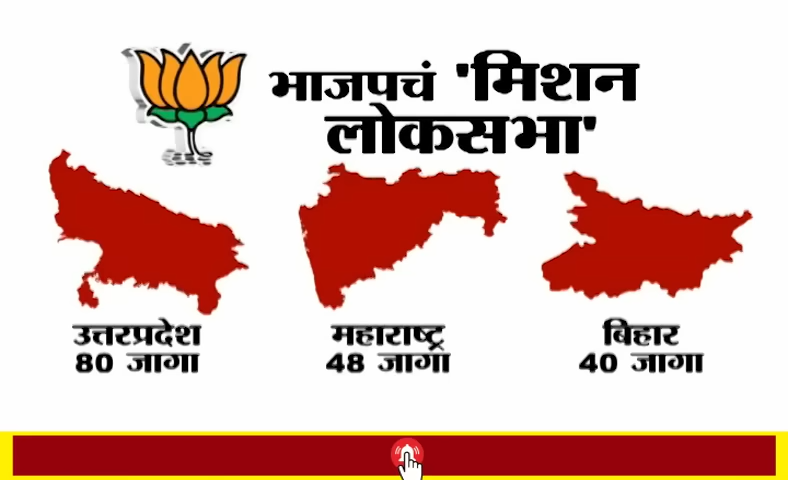 भाजपचं 'मिशन
लोकसभा'
उत्तरप्रदेश
80 जागा
महाराष्ट्र
48 जागा
बिहार
40 जागा